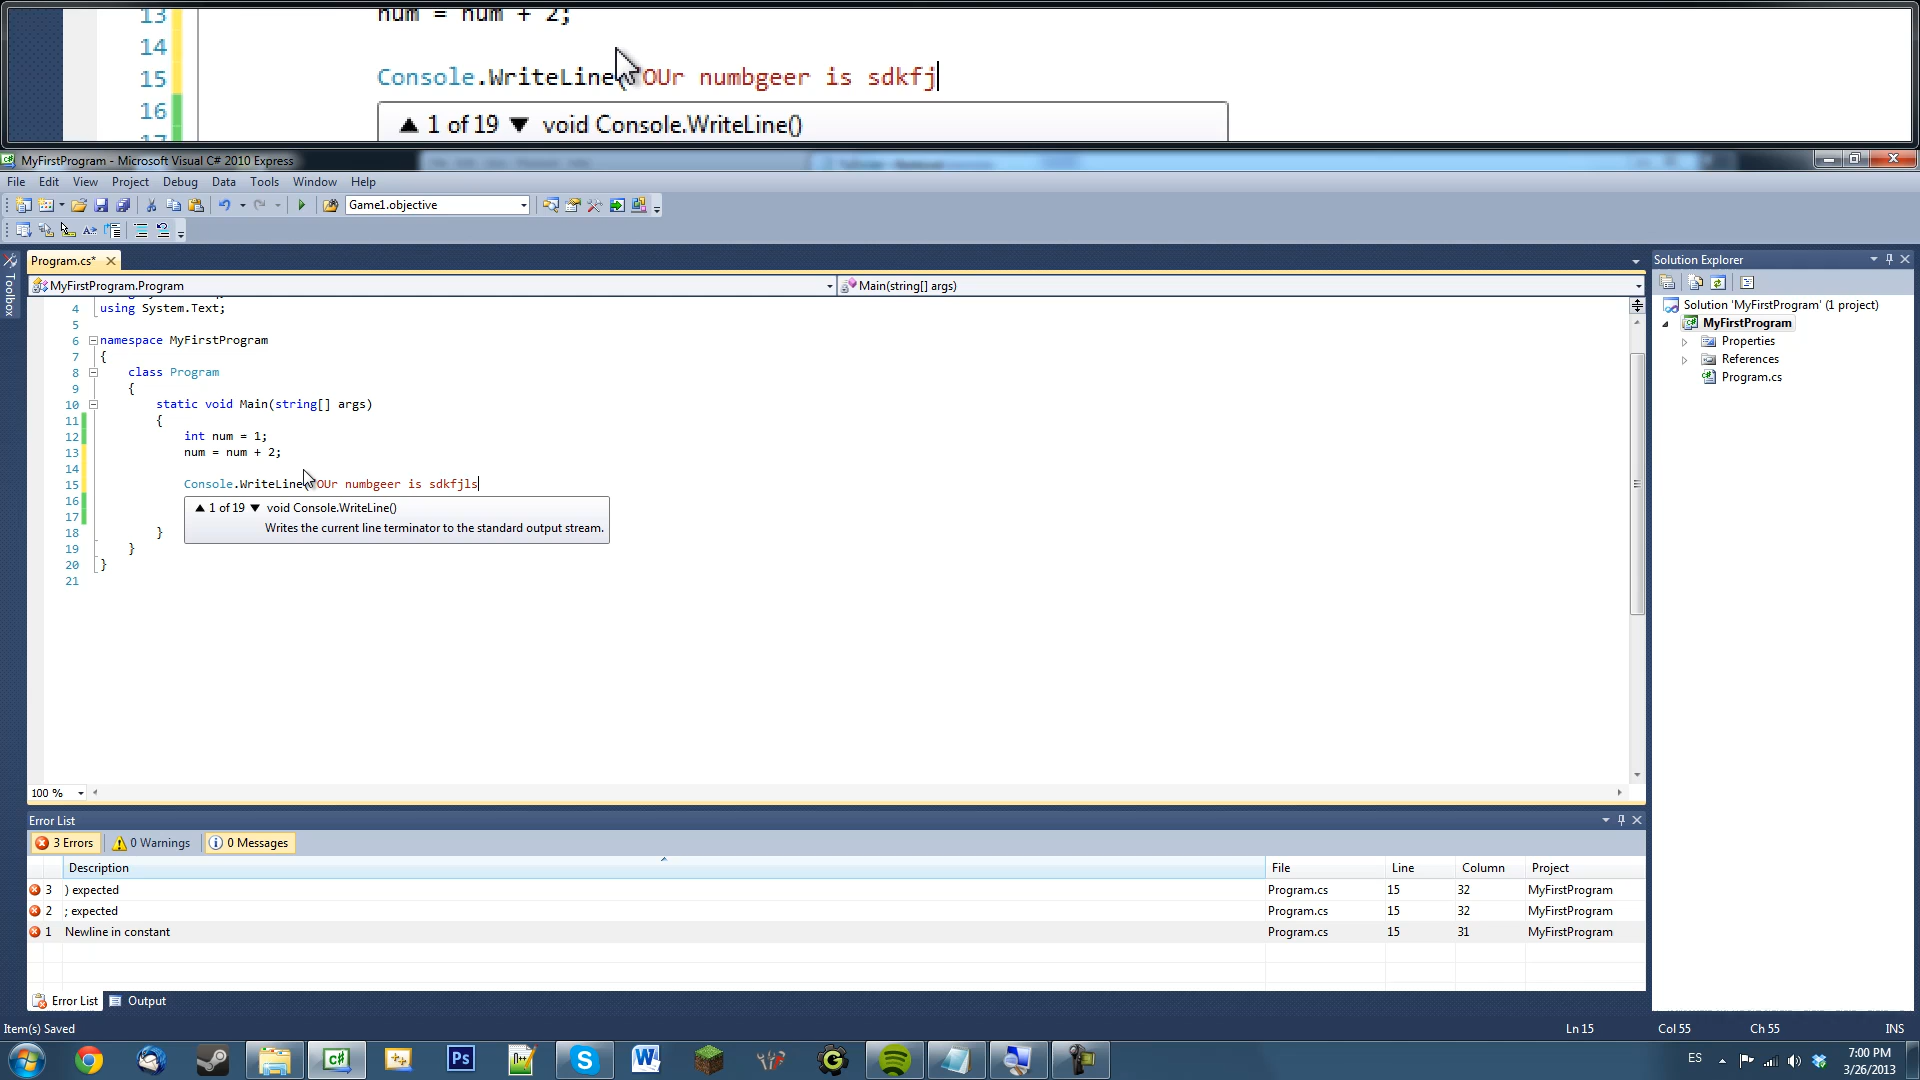 13 num = num + 2;
14
15 Console.WriteLine OUr numbgeer is sdkfj
16
17
▲ 1 of 19 ▼ void Console.WriteLine()
MyFirstProgram - Microsoft Visual C# 2010 Express
File Edit View Project Debug Data Tools Window Help
Game1.objective
Program.cs*
Solution Explorer
MyFirstProgram.Program
Main(string[] args)
Toolbox
4 using System.Text;
5
6 namespace MyFirstProgram
7 {
8 class Program
9 {
10 static void Main(string[] args)
11 {
12 int num = 1;
13 num = num + 2;
14
15 Console.WriteLine OUr numbgeer is sdkfjls
16
17
▲ 1 of 19 ▼ void Console.WriteLine()
Writes the current line terminator to the standard output stream.
18 }
19 }
20 }
21
Solution 'MyFirstProgram' (1 project)
MyFirstProgram
Properties
References
Program.cs
100 %
Error List
3 Errors 0 Warnings 0 Messages
Description File Line Column Project
3 ) expected Program.cs 15 32 MyFirstProgram
2 ; expected Program.cs 15 32 MyFirstProgram
1 Newline in constant Program.cs 15 31 MyFirstProgram
Error List Output
Item(s) Saved Ln 15 Col 55 Ch 55 INS
Ps
ES
7:00 PM
3/26/2013